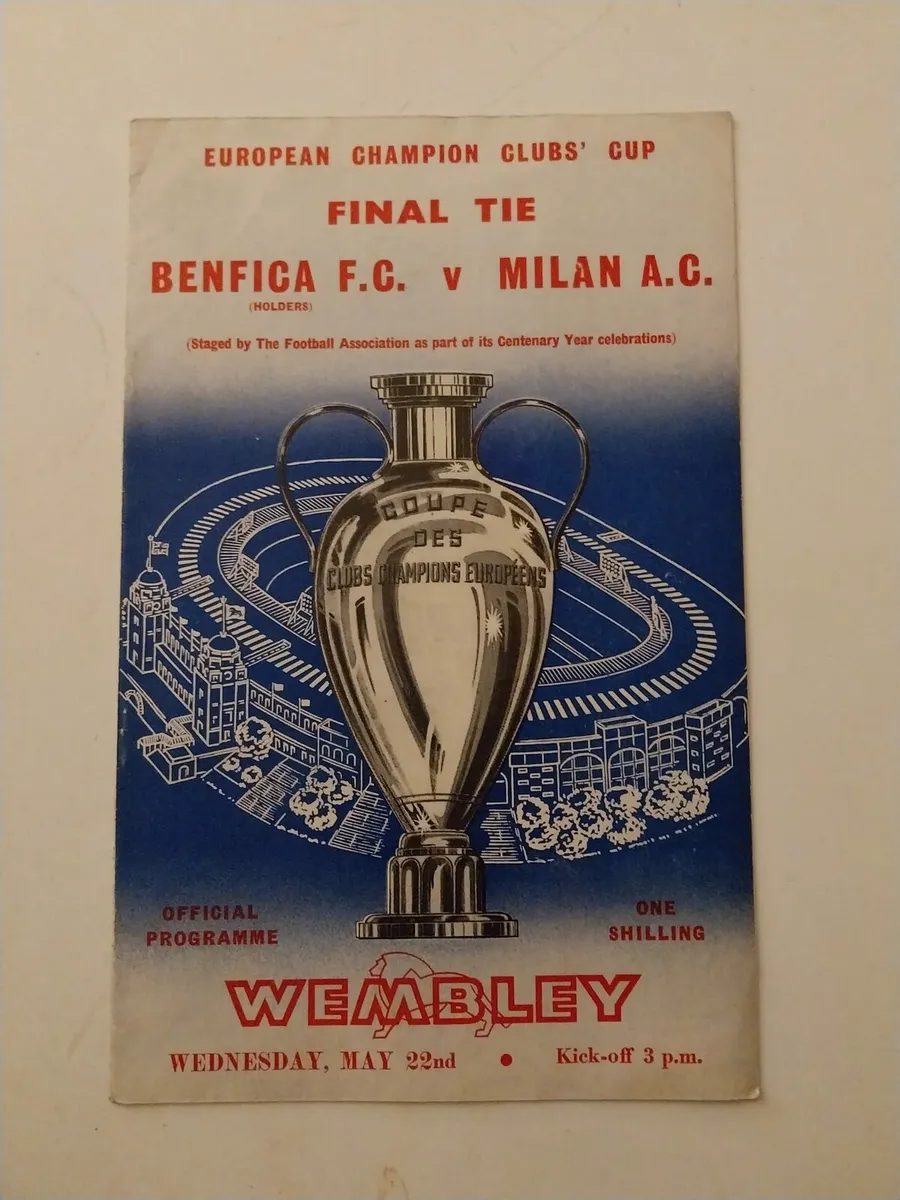 EUROPEAN CHAMPION CLUBS' CUP
FINAL TIE
BENFICA F.C. v MILAN A.C.
(HOLDERS)
(Staged by The Football Association as part of its Centenary Year celebrations)
COUPE
DES
CLUBS CHAMPIONS EUROPÉENS
OFFICIAL
PROGRAMME
ONE
SHILLING
WEMBLEY
WEDNESDAY, MAY 22nd • Kick-off 3 p.m.